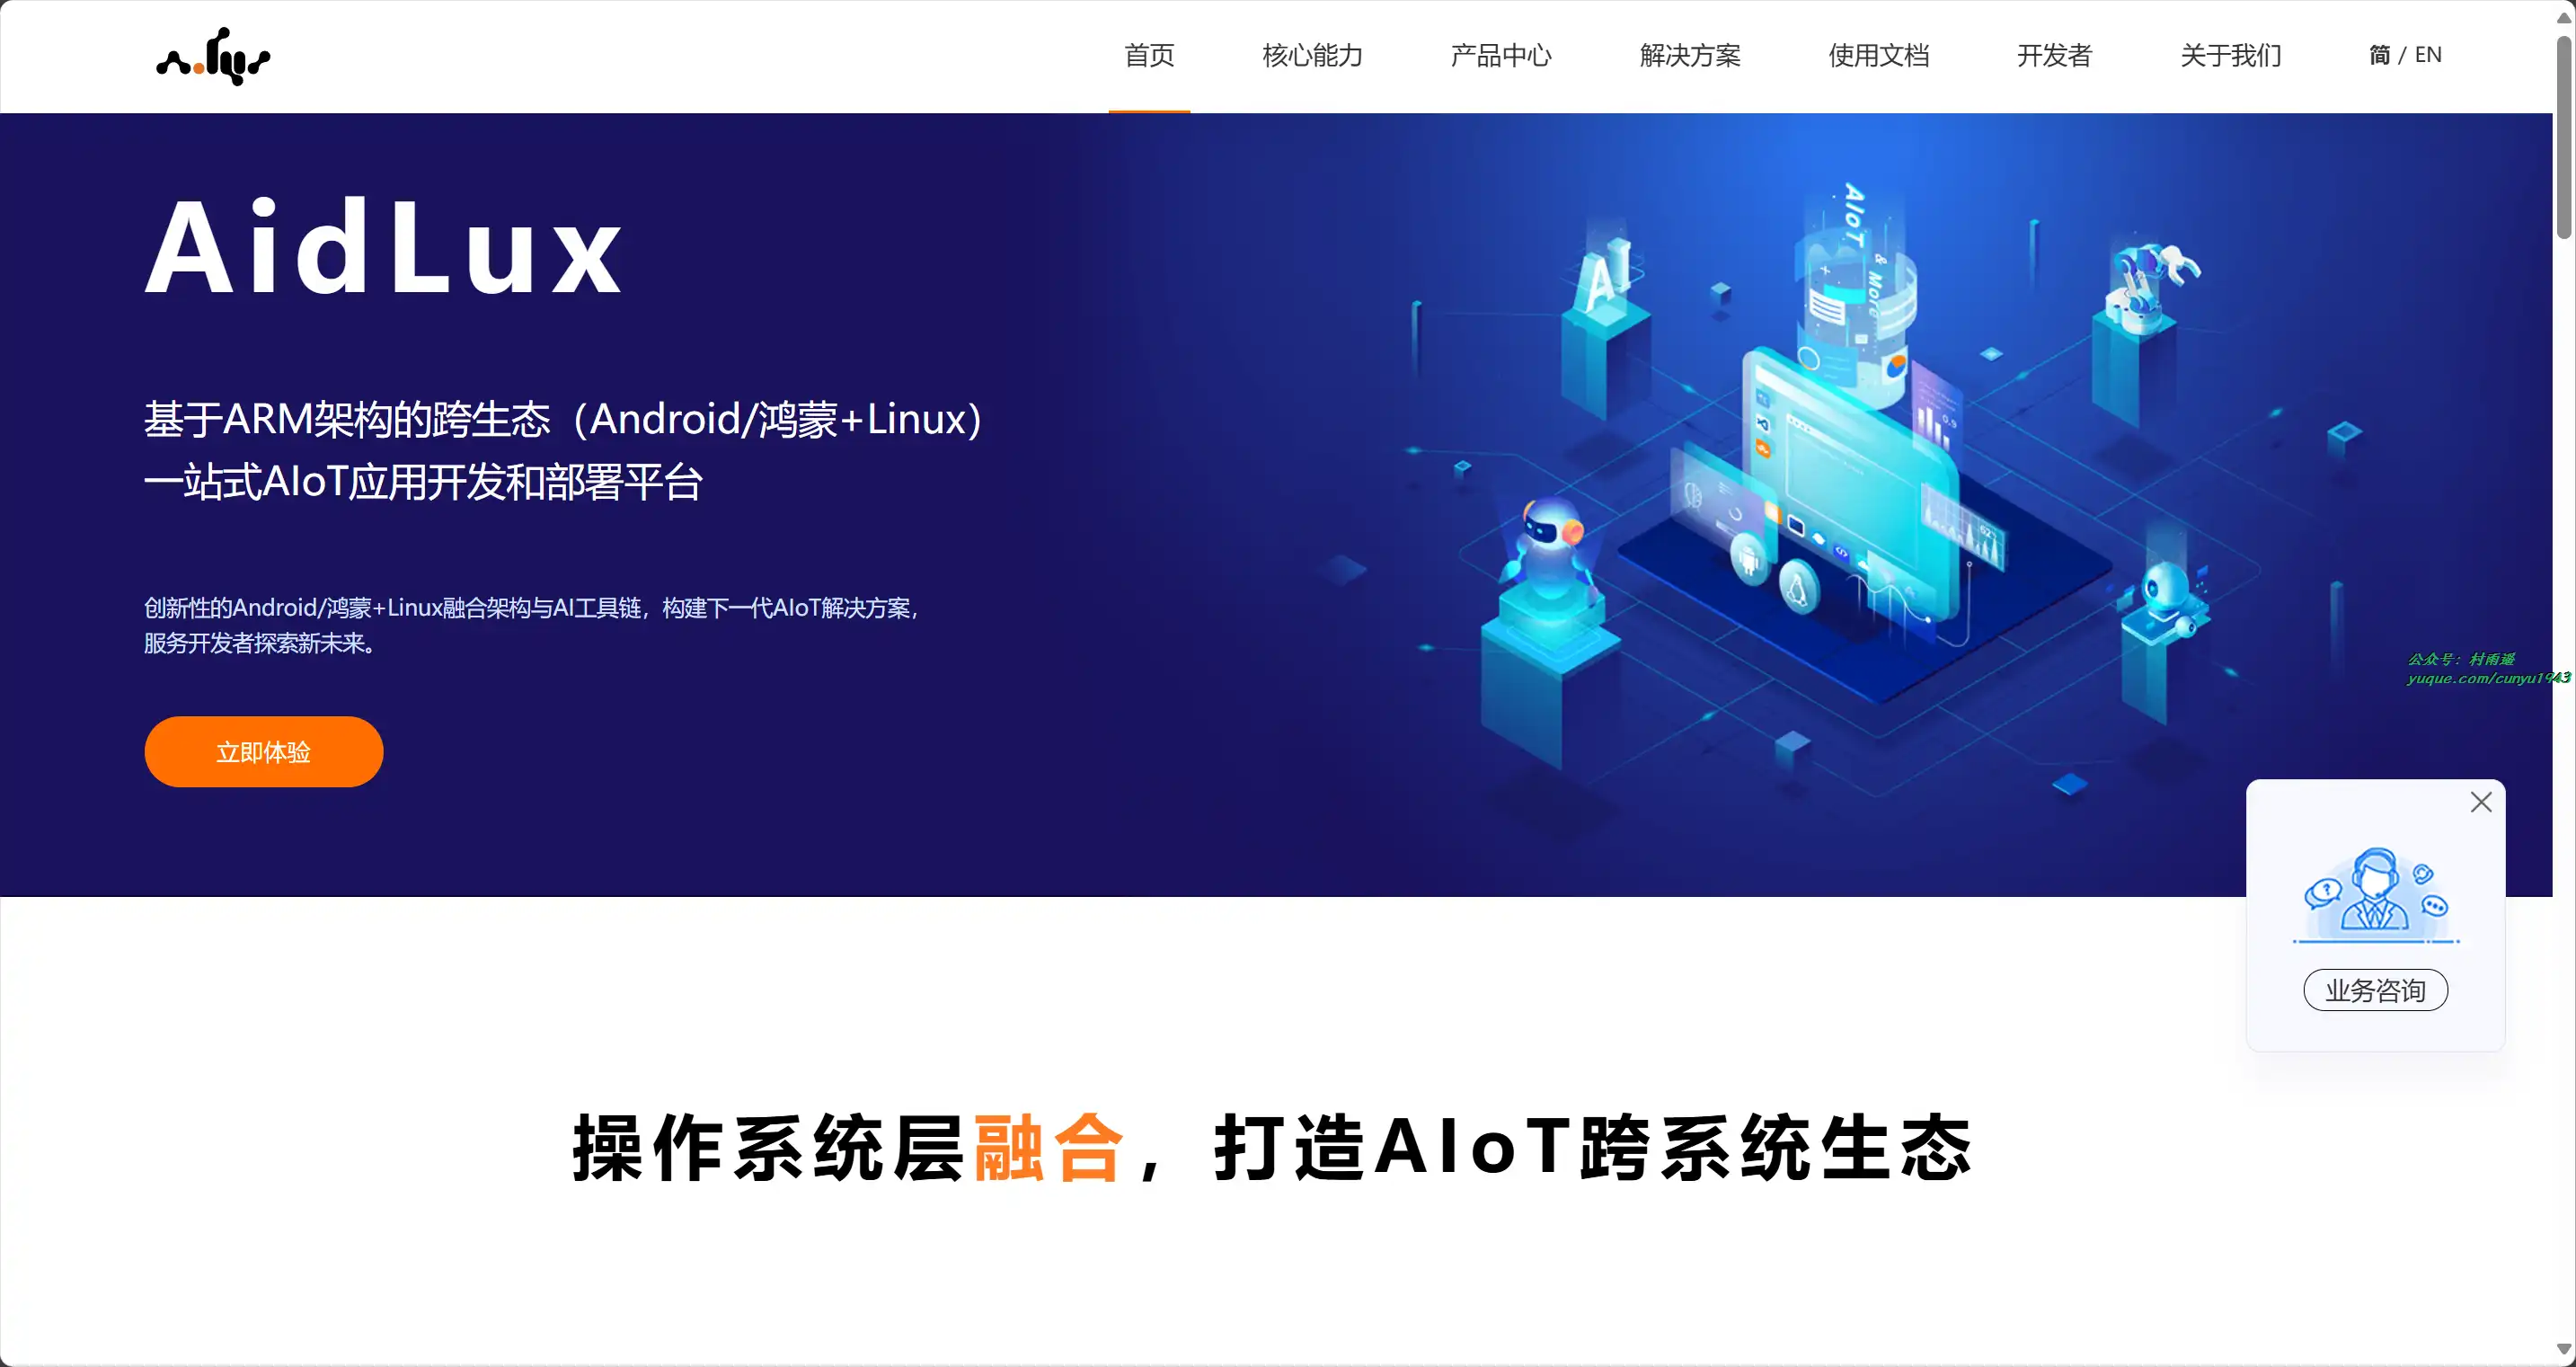 首页 核心能力 产品中心 解决方案 使用文档 开发者 关于我们 简 / EN
AidLux
基于ARM架构的跨生态（Android/鸿蒙+Linux）
一站式AIoT应用开发和部署平台
创新性的Android/鸿蒙+Linux融合架构与AI工具链，构建下一代AIoT解决方案，
服务开发者探索新未来。
立即体验
AIoT
& More
AI
公众号：村雨遥
yuque.com/cunyu1943
业务咨询
操作系统层融合，打造AIoT跨系统生态